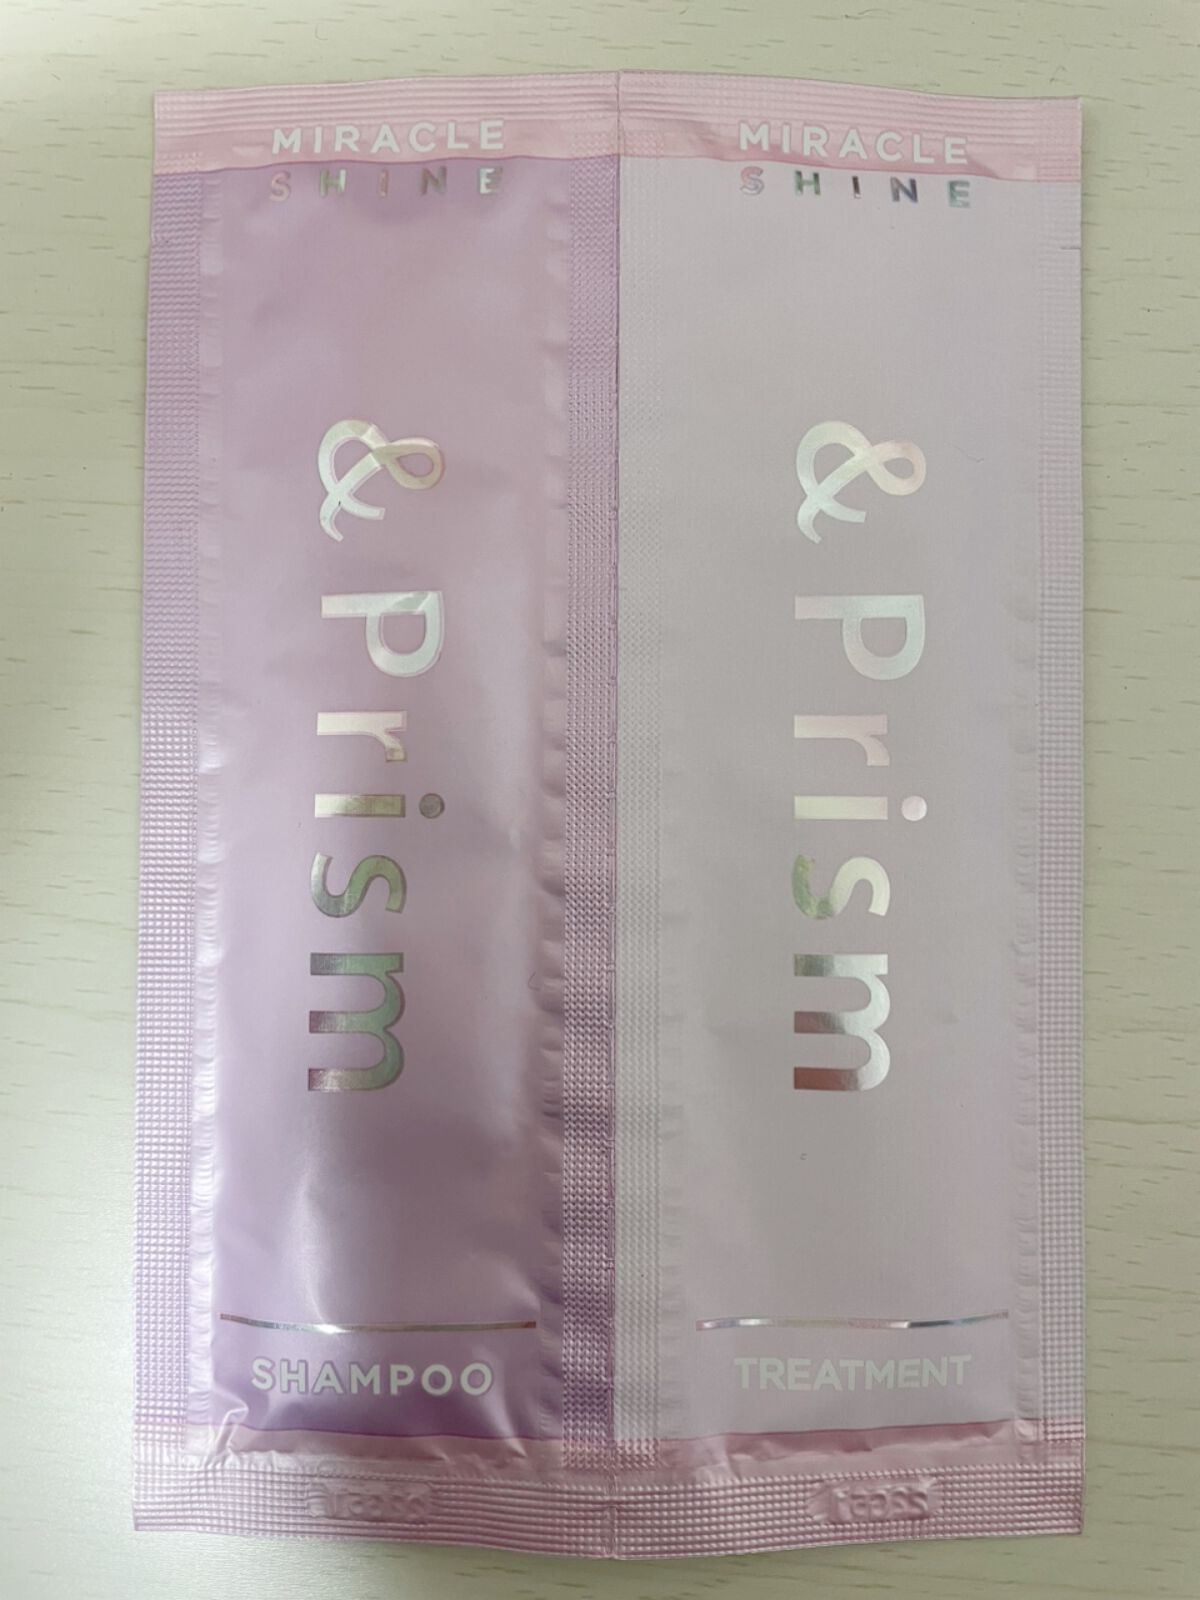 MIRACLE
SHINE
& Prism
SHAMPOO
MIRACLE
SHINE
& Prism
TREATMENT